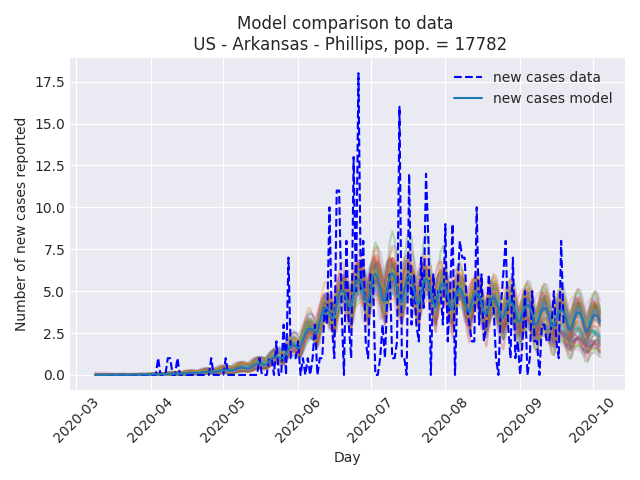 Model comparison to data
US - Arkansas - Phillips, pop. = 17782
new cases data
new cases model
Number of new cases reported
17.5
15.0
12.5
10.0
7.5
5.0
2.5
0.0
2020-03
2020-04
2020-05
2020-06
2020-07
2020-08
2020-09
2020-10
Day